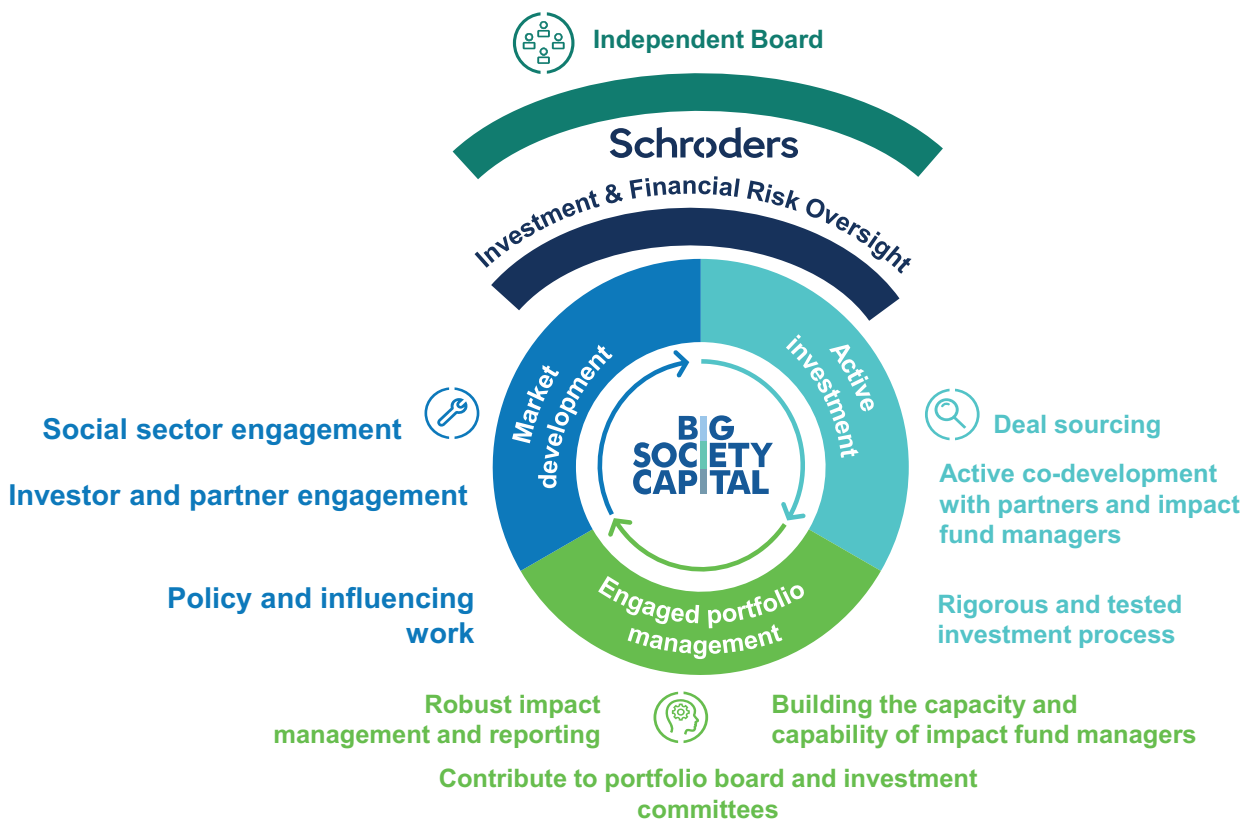 Independent Board
Schroders
Investment & Financial Risk Oversight
Market
development
Active
investment
BIG
SOCIETY
CAPITAL
Engaged portfolio
management
Social sector engagement
Investor and partner engagement
Policy and influencing
work
Deal sourcing
Active co-development
with partners and impact
fund managers
Rigorous and tested
investment process
Robust impact
management and reporting
Building the capacity and
capability of impact fund managers
Contribute to portfolio board and investment
committees